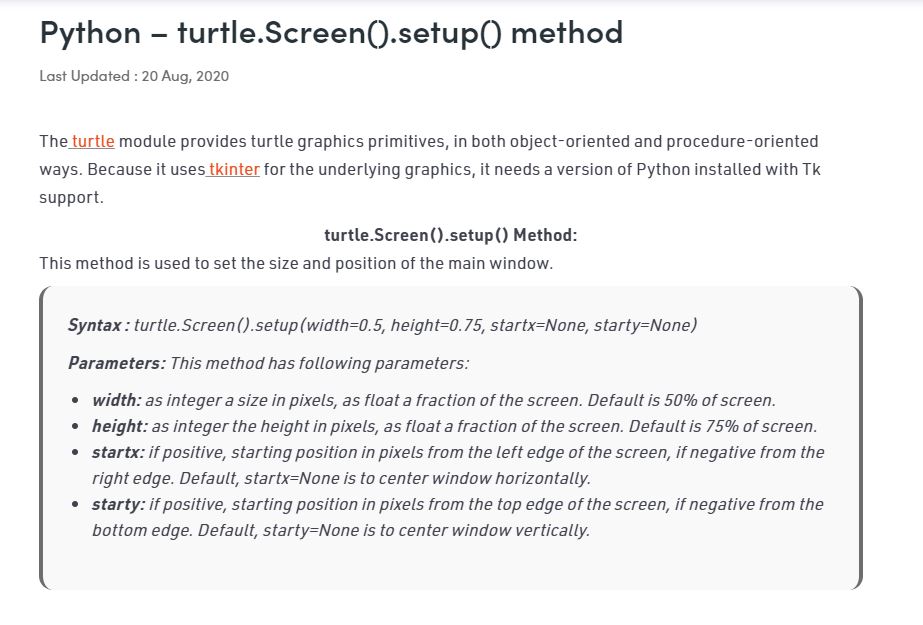 Python – turtle.Screen().setup() method
Last Updated : 20 Aug, 2020
The turtle module provides turtle graphics primitives, in both object-oriented and procedure-oriented
ways. Because it uses tkinter for the underlying graphics, it needs a version of Python installed with Tk
support.
turtle.Screen().setup() Method:
This method is used to set the size and position of the main window.
Syntax : turtle.Screen().setup(width=0.5, height=0.75, startx=None, starty=None)
Parameters: This method has following parameters:
• width: as integer a size in pixels, as float a fraction of the screen. Default is 50% of screen.
• height: as integer the height in pixels, as float a fraction of the screen. Default is 75% of screen.
• startx: if positive, starting position in pixels from the left edge of the screen, if negative from the
right edge. Default, startx=None is to center window horizontally.
• starty: if positive, starting position in pixels from the top edge of the screen, if negative from the
bottom edge. Default, starty=None is to center window vertically.